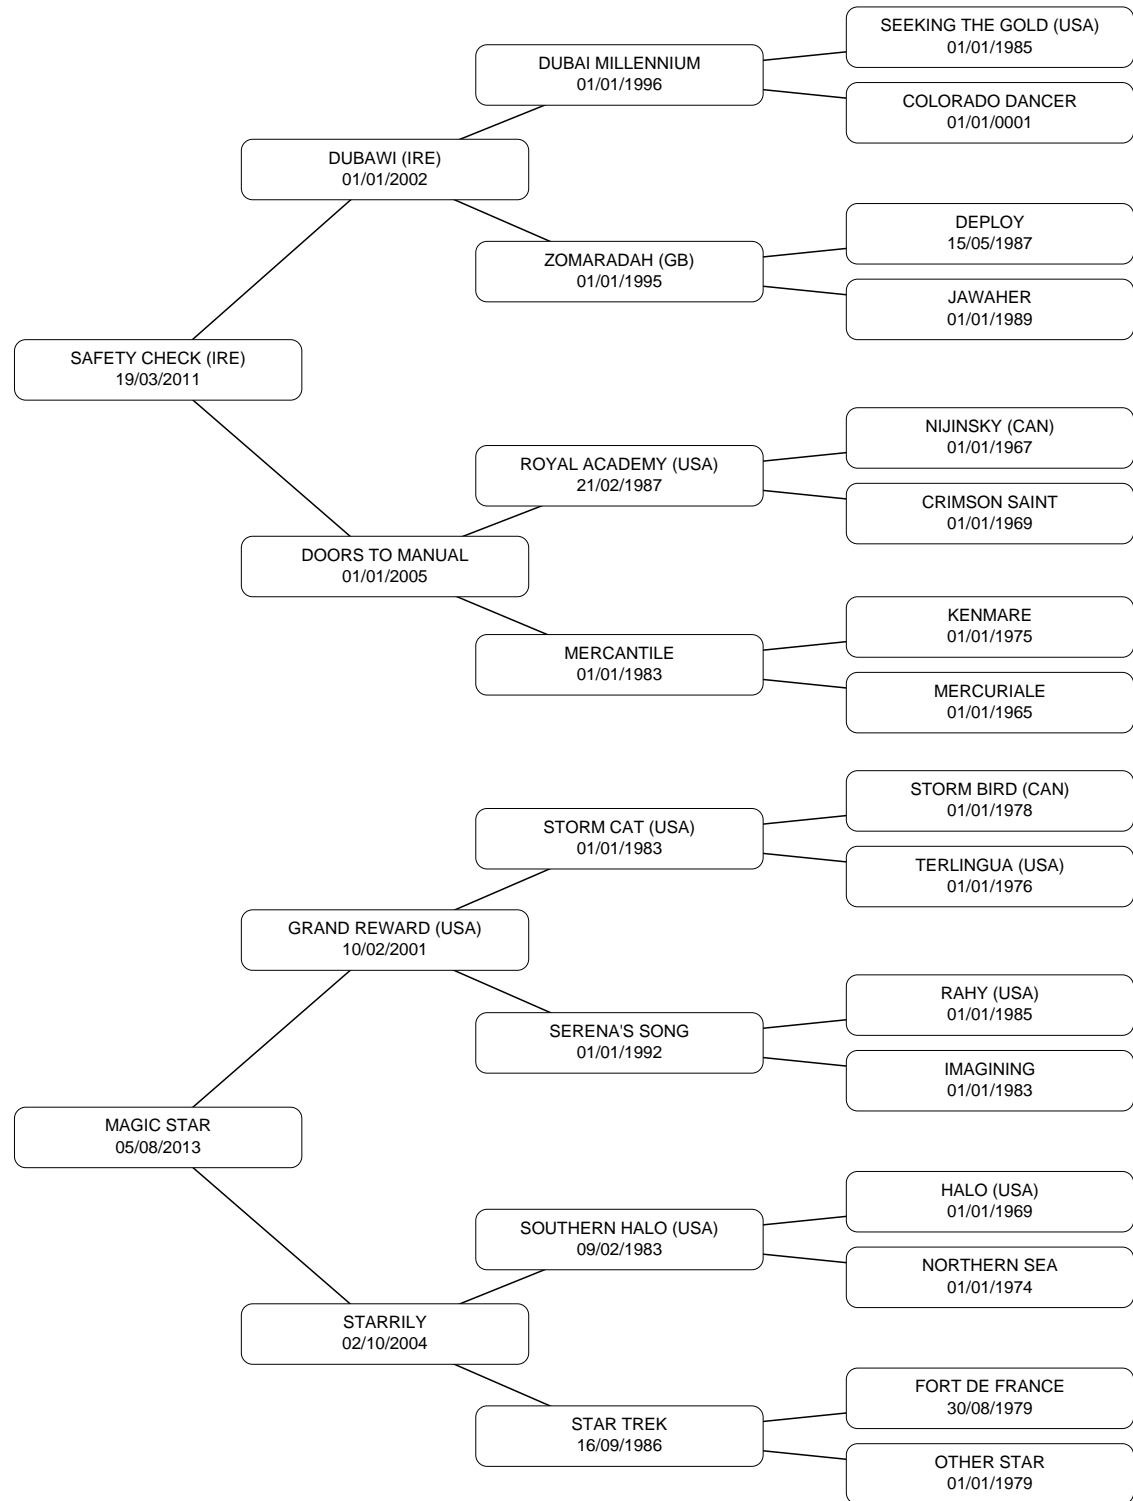 SEEKING THE GOLD (USA)
01/01/1985
DUBAI MILLENNIUM
01/01/1996
COLORADO DANCER
01/01/0001
DUBAWI (IRE)
01/01/2002
DEPLOY
15/05/1987
ZOMARADAH (GB)
01/01/1995
JAWAHER
01/01/1989
SAFETY CHECK (IRE)
19/03/2011
NIJINSKY (CAN)
01/01/1967
ROYAL ACADEMY (USA)
21/02/1987
CRIMSON SAINT
01/01/1969
DOORS TO MANUAL
01/01/2005
KENMARE
01/01/1975
MERCANTILE
01/01/1983
MERCURIALE
01/01/1965
STORM BIRD (CAN)
01/01/1978
STORM CAT (USA)
01/01/1983
TERLINGUA (USA)
01/01/1976
GRAND REWARD (USA)
10/02/2001
RAHY (USA)
01/01/1985
SERENA'S SONG
01/01/1992
IMAGINING
01/01/1983
MAGIC STAR
05/08/2013
HALO (USA)
01/01/1969
SOUTHERN HALO (USA)
09/02/1983
NORTHERN SEA
01/01/1974
STARRILY
02/10/2004
FORT DE FRANCE
30/08/1979
STAR TREK
16/09/1986
OTHER STAR
01/01/1979